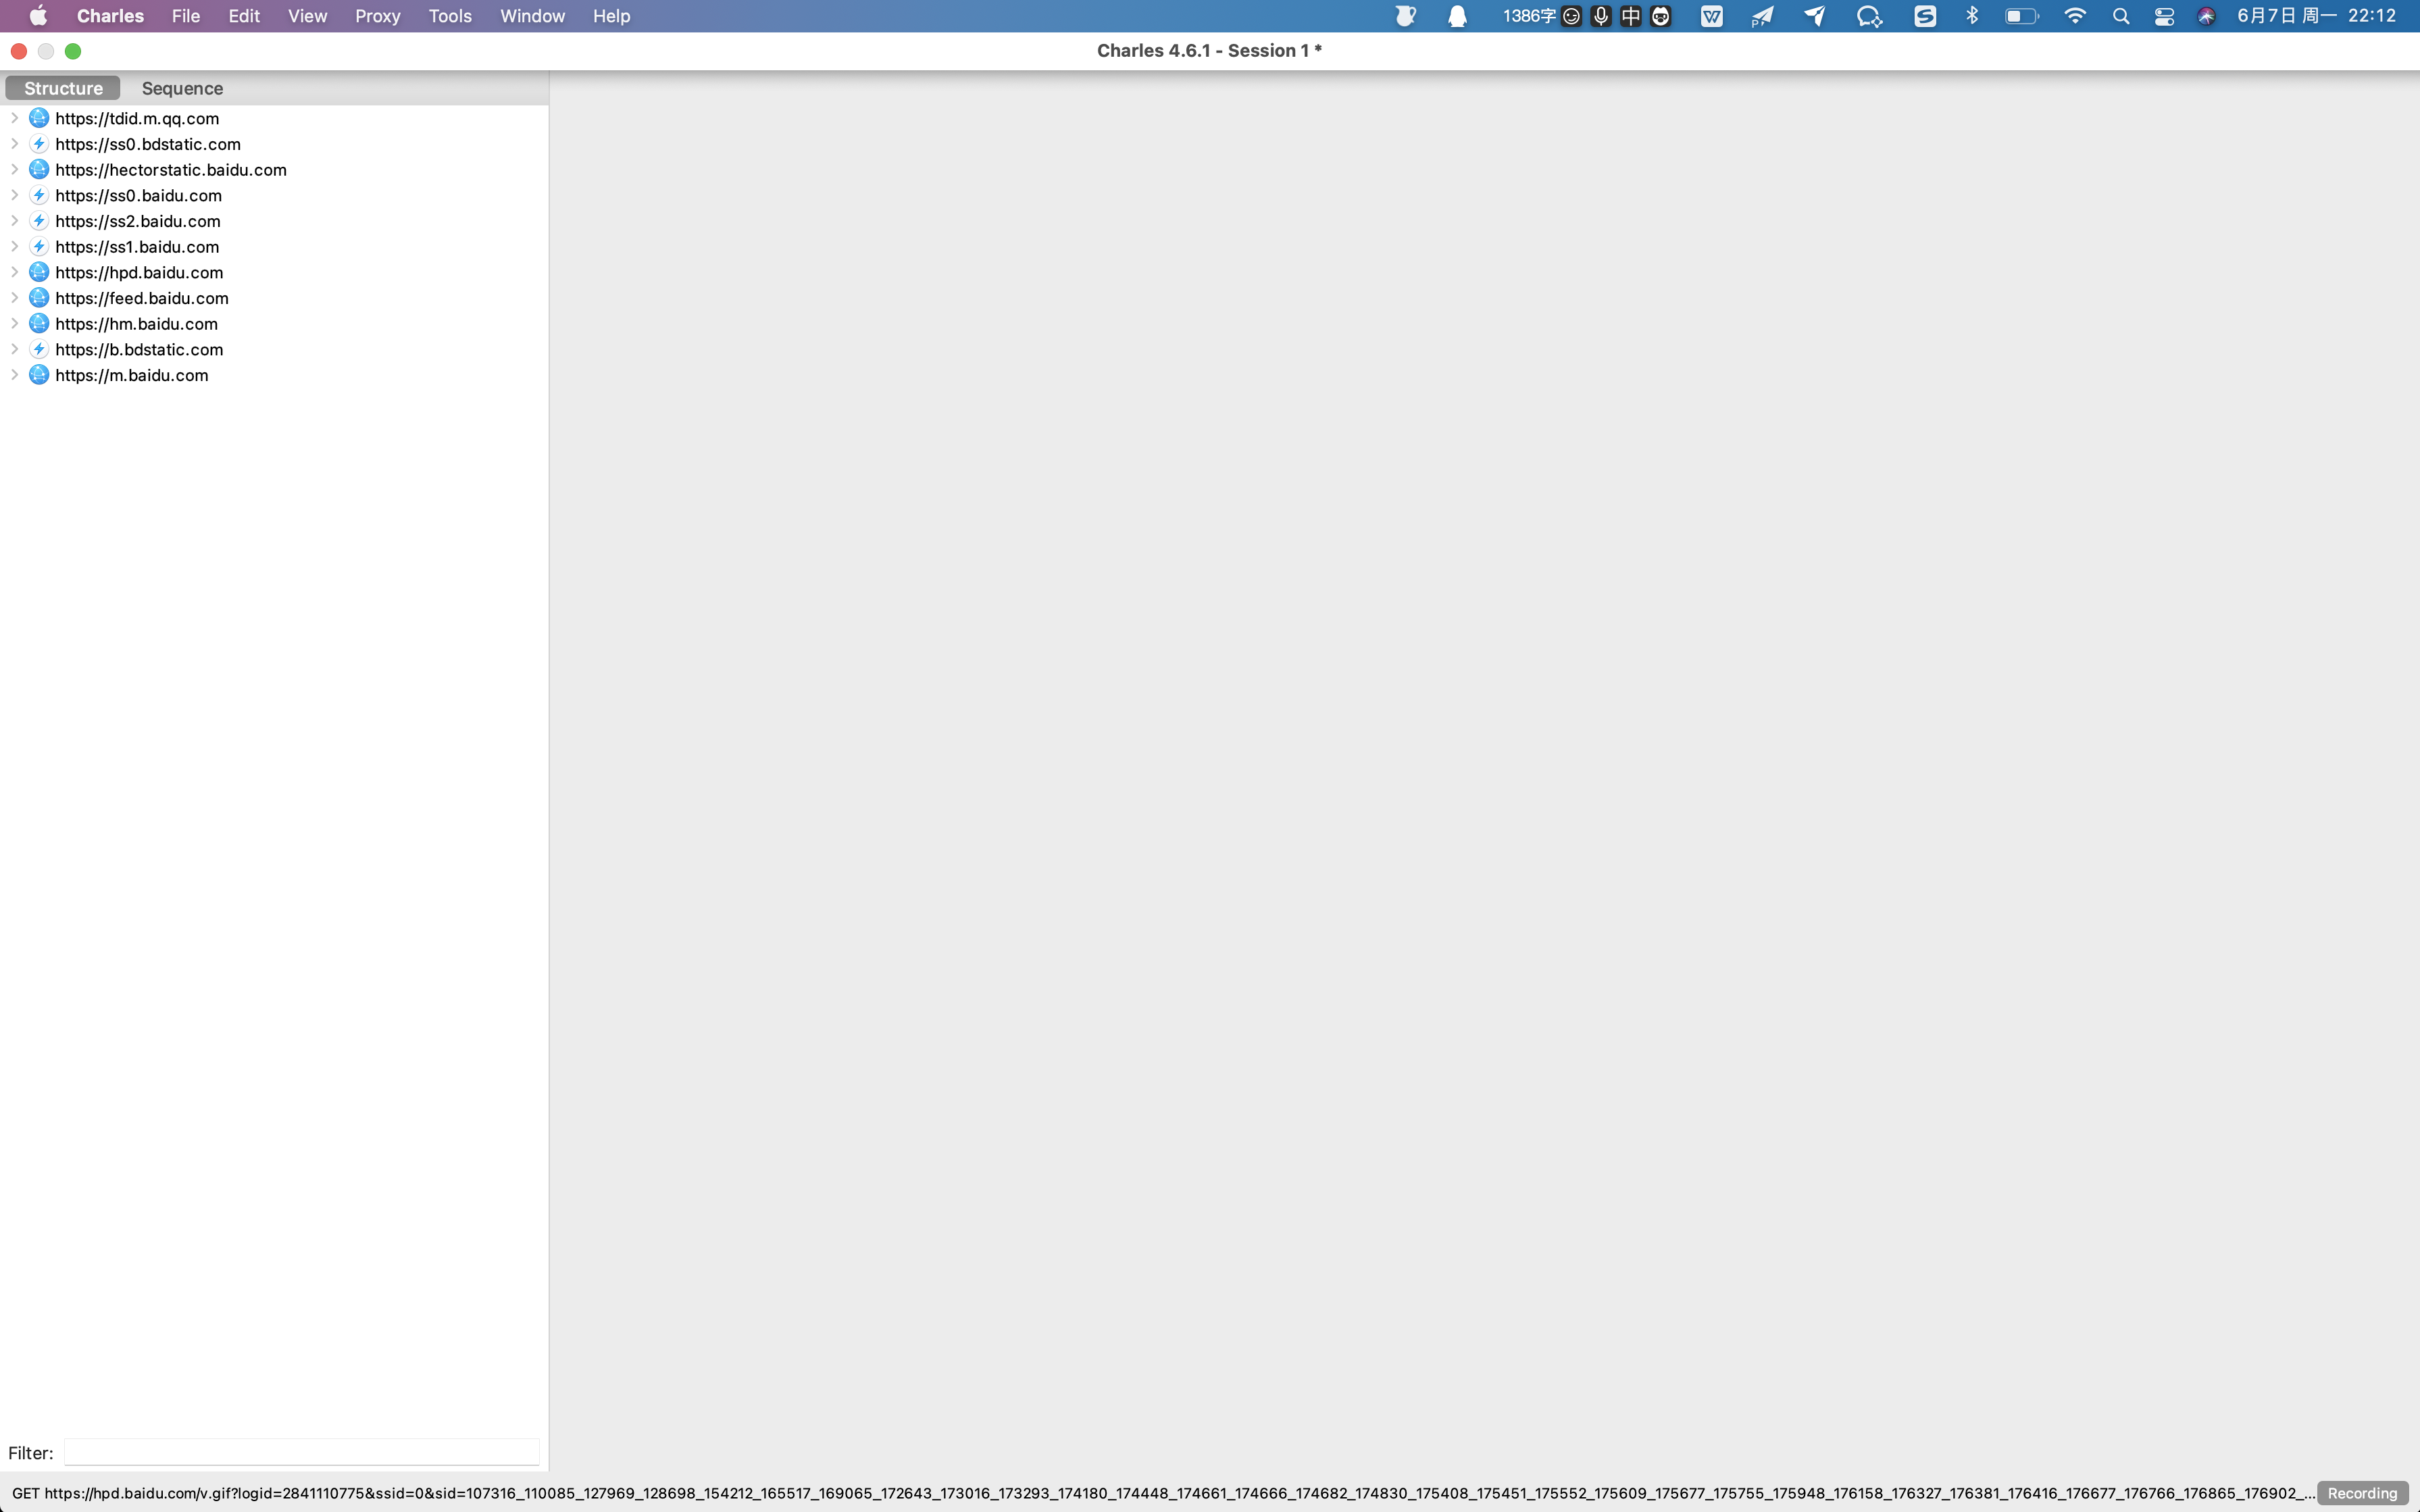 Charles File Edit View Proxy Tools Window Help 1386字 中 6月7日 周一 22:12
Charles 4.6.1 - Session 1 *
Structure Sequence
https://tdid.m.qq.com
https://ss0.bdstatic.com
https://hectorstatic.baidu.com
https://ss0.baidu.com
https://ss2.baidu.com
https://ss1.baidu.com
https://hpd.baidu.com
https://feed.baidu.com
https://hm.baidu.com
https://b.bdstatic.com
https://m.baidu.com
Filter:
GET https://hpd.baidu.com/v.gif?logid=2841110775&ssid=0&sid=107316_110085_127969_128698_154212_165517_169065_172643_173016_173293_174180_174448_174661_174666_174682_174830_175408_175451_175552_175609_175677_175755_175948_176158_176327_176381_176416_176677_176766_176865_176902_... Recording